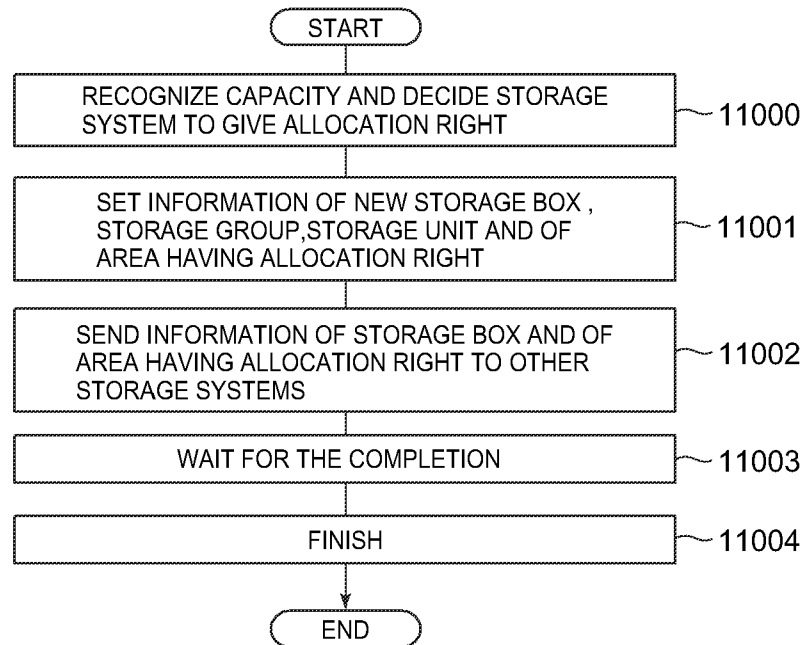 START
RECOGNIZE CAPACITY AND DECIDE STORAGE
SYSTEM TO GIVE ALLOCATION RIGHT
11000
SET INFORMATION OF NEW STORAGE BOX ,
STORAGE GROUP,STORAGE UNIT AND OF
AREA HAVING ALLOCATION RIGHT
11001
SEND INFORMATION OF STORAGE BOX AND OF
AREA HAVING ALLOCATION RIGHT TO OTHER
STORAGE SYSTEMS
11002
WAIT FOR THE COMPLETION
11003
FINISH
11004
END